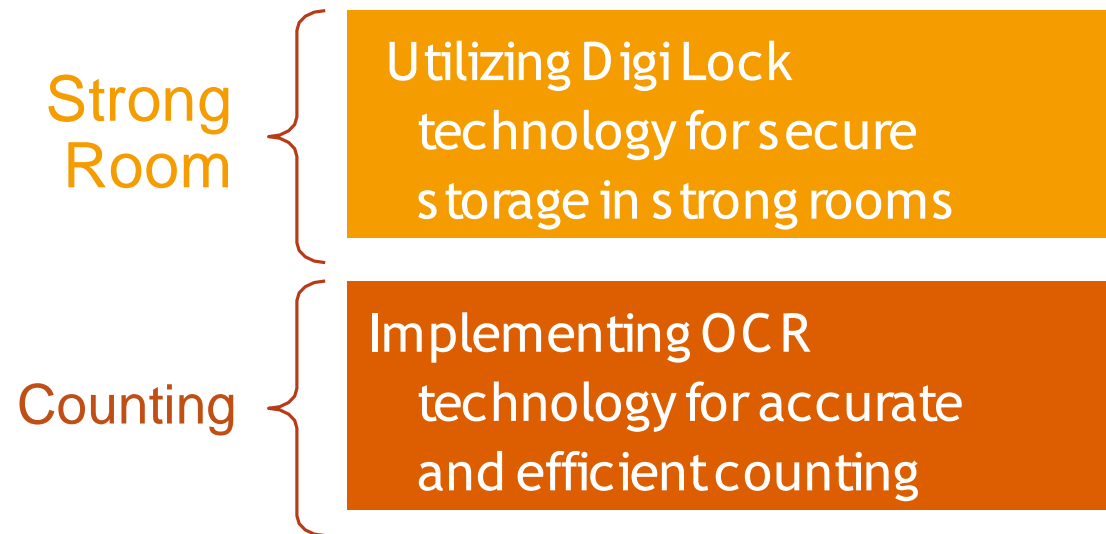 Strong
Room
Utilizing Digi Lock
technology for secure
storage in strong rooms
Counting
Implementing OCR
technology for accurate
and efficient counting